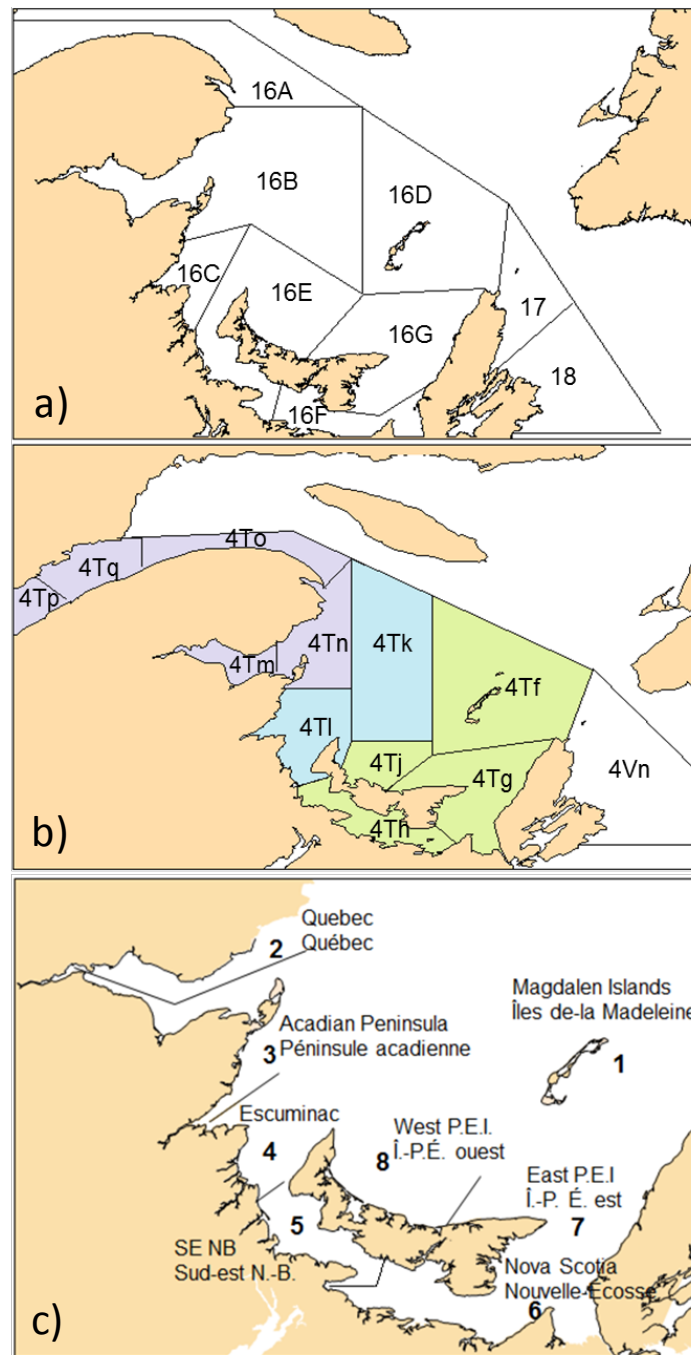 16A
16B
16D
16C
16E
17
16G
18
16F
a)
4To
4Tq
4Tp
4Tn
4Tk
4Tm
4Tf
4Tl
4Tj
4Vn
4Tg
4Th
b)
Quebec
2 Québec
Magdalen Islands
Îles de-la Madeleine
1
Acadian Peninsula
3 Péninsule acadienne
Escuminac
4
West P.E.I.
8 Î.-P.É. ouest
East P.E.I
Î.-P. É. est
7
5
SE NB
Sud-est N.-B.
Nova Scotia
Nouvelle-Ecosse
6
c)